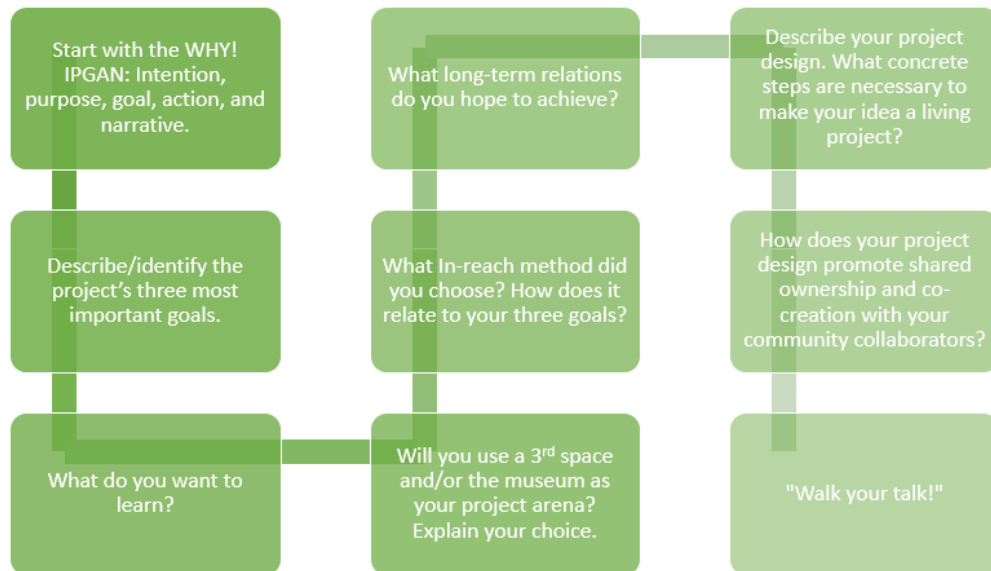 Start with the WHY!
IPGAN: Intention,
purpose, goal, action, and
narrative.
Describe/identify the
project's three most
important goals.
What do you want to
learn?
Will you use a 3rd space
and/or the museum as
your project arena?
Explain your choice.
What In-reach method did
you choose? How does it
relate to your three goals?
What long-term relations
do you hope to achieve?
Describe your project
design. What concrete
steps are necessary to
make your idea a living
project?
How does your project
design promote shared
ownership and co-
creation with your
community collaborators?
"Walk your talk!"